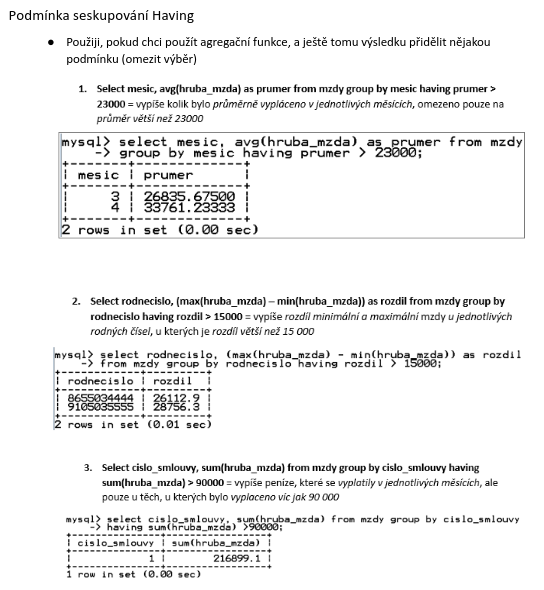 Podmínka seskupování Having
• Použiji, pokud chci použít agregační funkce, a ještě tomu výsledku přidělit nějakou
podmínku (omezit výběr)
1. Select mesic, avg(hruba_mzda) as prumer from mzdy group by mesic having prumer >
23000 = vypíše kolik bylo průměrně vypláceno v jednotlivých měsících, omezeno pouze na
průměr větší než 23000
mysql> select mesic, avg(hruba_mzda) as prumer from mzdy
-> group by mesic having prumer > 23000;
+-------+-------------+
| mesic | prumer |
+-------+-------------+
| 3 | 26835.67500 |
| 4 | 33761.23333 |
+-------+-------------+
2 rows in set (0.00 sec)
2. Select rodnecislo, (max(hruba_mzda) – min(hruba_mzda)) as rozdil from mzdy group by
rodnecislo having rozdil > 15000 = vypíše rozdíl minimální a maximální mzdy u jednotlivých
rodných čísel, u kterých je rozdíl větší než 15 000
mysql> select rodnecislo, (max(hruba_mzda) - min(hruba_mzda)) as rozdil
-> from mzdy group by rodnecislo having rozdil > 15000;
+------------+---------+
| rodnecislo | rozdil |
+------------+---------+
| 8655034444 | 26112.9 |
| 9105035555 | 28756.3 |
+------------+---------+
2 rows in set (0.01 sec)
3. Select cislo_smlouvy, sum(hruba_mzda) from mzdy group by cislo_smlouvy having
sum(hruba_mzda) > 90000 = vypíše peníze, které se vyplatily v jednotlivých měsících, ale
pouze u těch, u kterých bylo vyplaceno víc jak 90 000
mysql> select cislo_smlouvy, sum(hruba_mzda) from mzdy group by cislo_smlouvy
-> having sum(hruba_mzda) >90000;
+---------------+-----------------+
| cislo_smlouvy | sum(hruba_mzda) |
+---------------+-----------------+
| 1 | 216899.1 |
+---------------+-----------------+
1 row in set (0.00 sec)